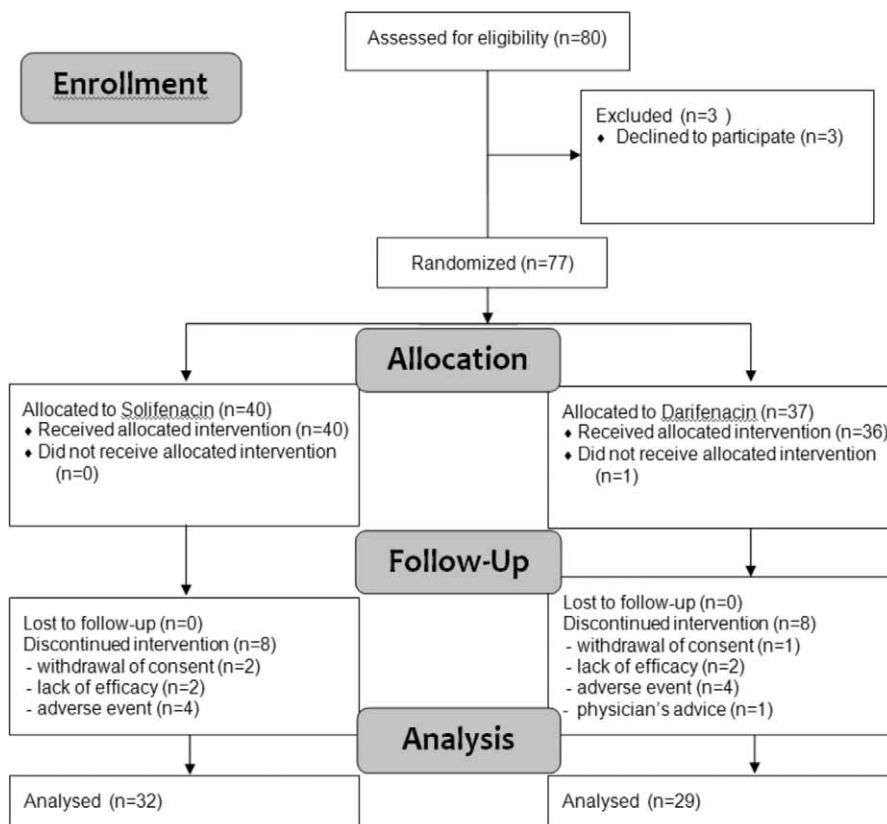 Assessed for eligibility (n=80)
Enrollment
Excluded (n=3 )
♦ Declined to participate (n=3)
Randomized (n=77)
Allocation
Allocated to Solifenacin (n=40)
♦ Received allocated intervention (n=40)
♦ Did not receive allocated intervention
(n=0)
Allocated to Darifenacin (n=37)
♦ Received allocated intervention (n=36)
♦ Did not receive allocated intervention
(n=1)
Follow-Up
Lost to follow-up (n=0)
Discontinued intervention (n=8)
- withdrawal of consent (n=2)
- lack of efficacy (n=2)
- adverse event (n=4)
Lost to follow-up (n=0)
Discontinued intervention (n=8)
- withdrawal of consent (n=1)
- lack of efficacy (n=2)
- adverse event (n=4)
- physician's advice (n=1)
Analysis
Analysed (n=32)
Analysed (n=29)